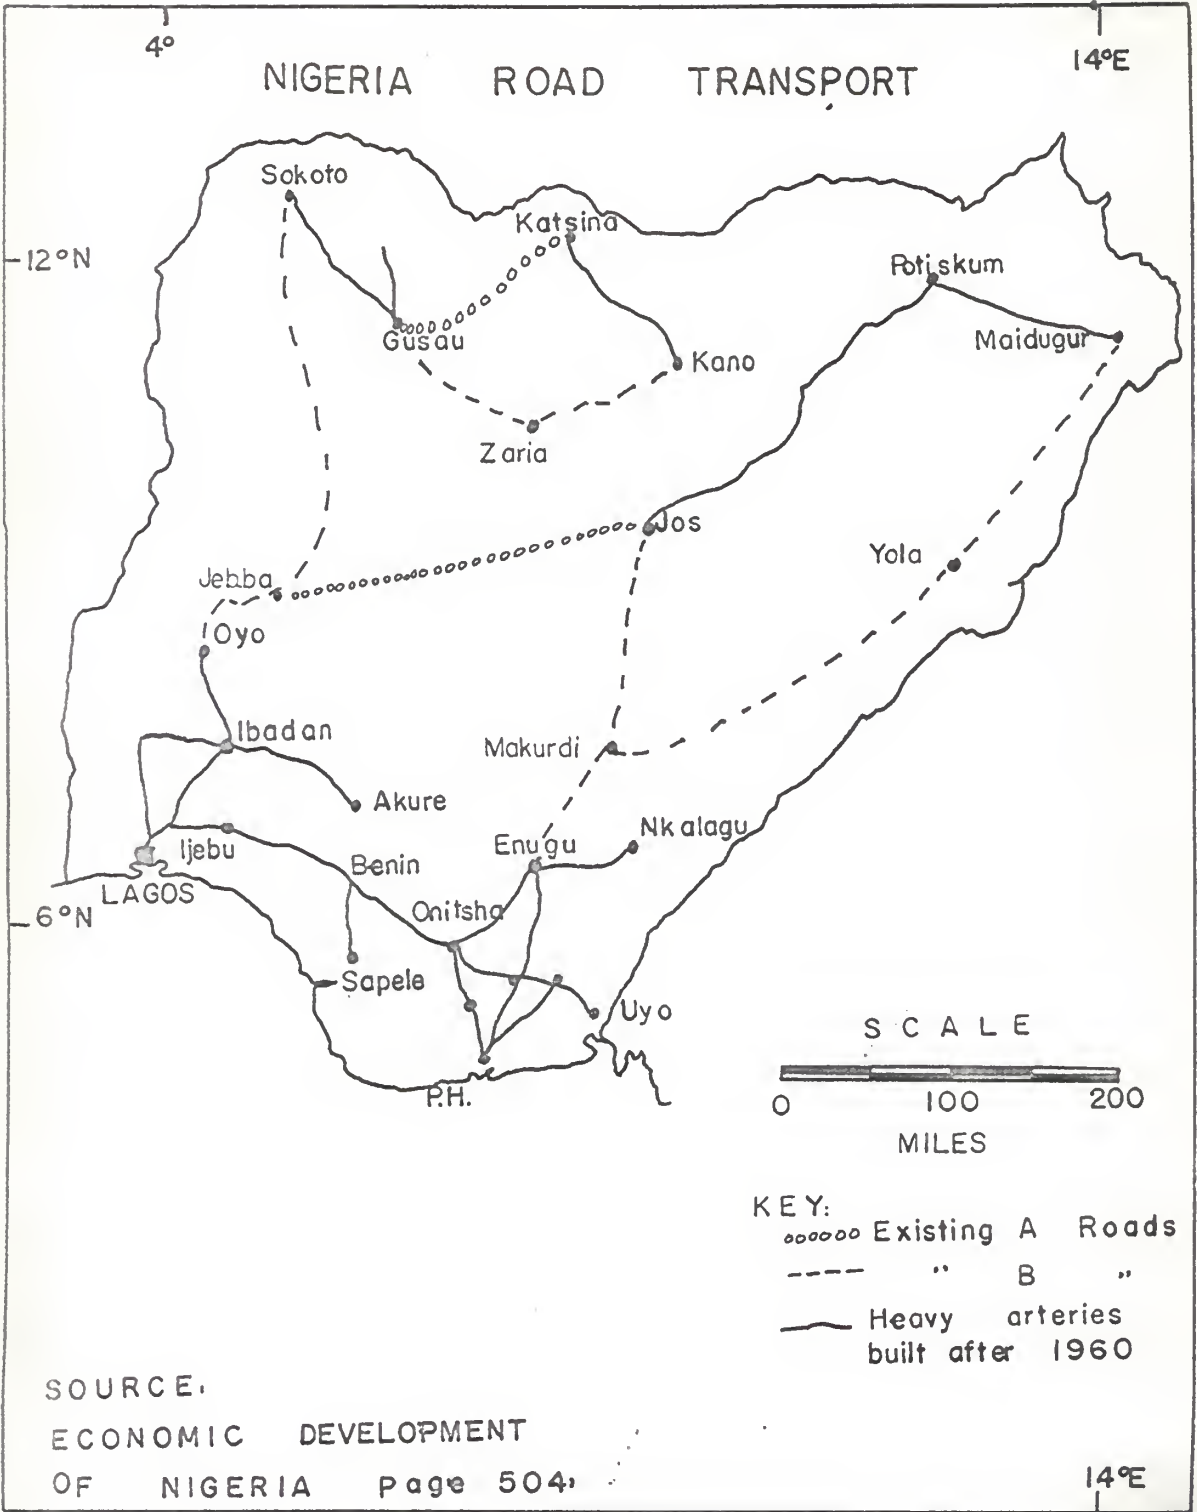 4° 14°E
NIGERIA ROAD TRANSPORT
Sokoto
Katsina
12°N
Potiskum
Gusau
Maidugur
Kano
Zaria
Jos
Yola
Jebba
Oyo
Ibadan
Makurdi
Akure
Nkalagu
Ijebu
Enugu
Benin
LAGOS
Onitsha
6°N
Sapele
Uyo
SCALE
P.H.
0 100 200
MILES
KEY:
Existing A Roads
" B "
Heavy arteries
built after 1960
SOURCE.
ECONOMIC DEVELOPMENT
OF NIGERIA Page 504.
14°E